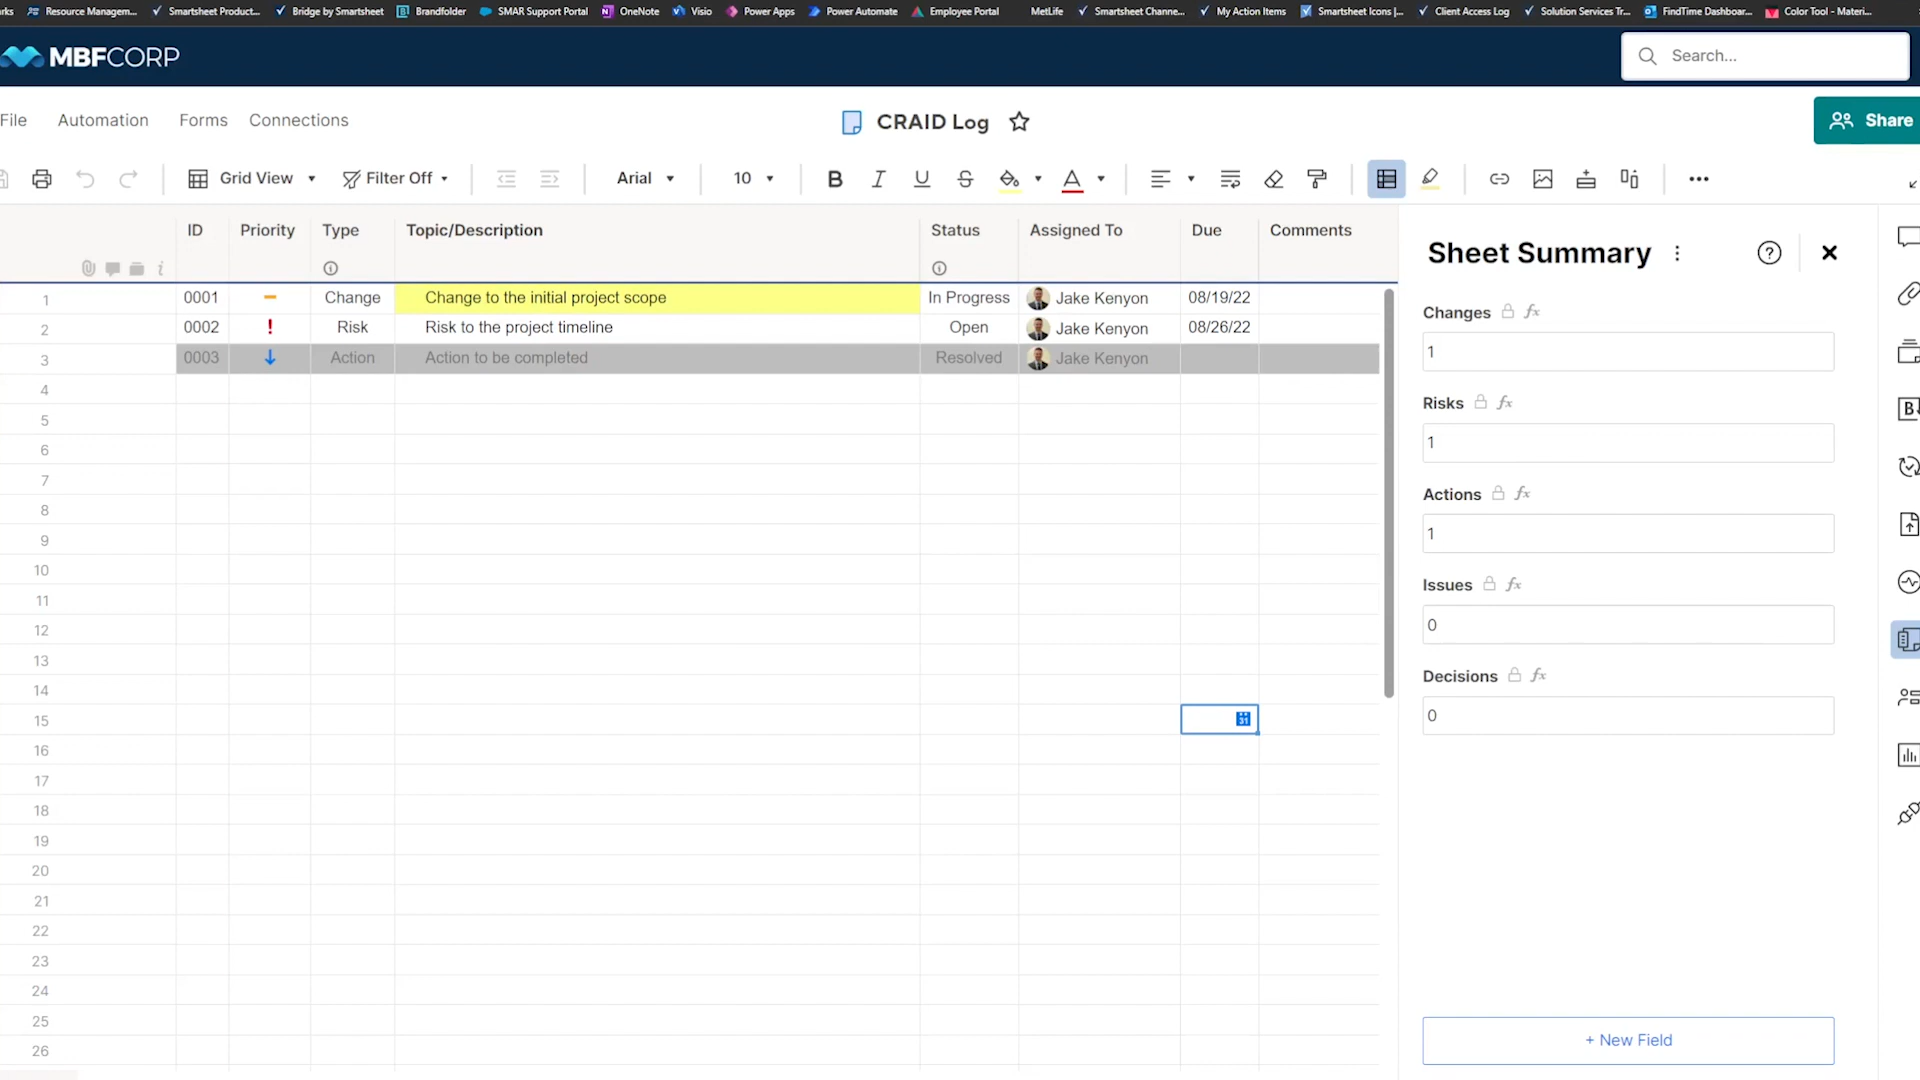 rks Resource Managem... Smartsheet Product... Bridge by Smartsheet Brandfolder SMAR Support Portal OneNote Visio Power Apps Power Automate Employee Portal MetLife Smartsheet Channe... My Action Items Smartsheet Icons |... Client Access Log Solution Services Tr... FindTime Dashboar... Color Tool - Materi...
MBFCORP Search...
File Automation Forms Connections CRAID Log Share
Grid View Filter Off Arial 10 B I U S A
ID Priority Type Topic/Description Status Assigned To Due Comments
1 0001 Change Change to the initial project scope In Progress Jake Kenyon 08/19/22
2 0002 ! Risk Risk to the project timeline Open Jake Kenyon 08/26/22
3 0003 Action Action to be completed Resolved Jake Kenyon
4
5
6
7
8
9
10
11
12
13
14
15 31
16
17
18
19
20
21
22
23
24
25
26
Sheet Summary
Changes fx
1
Risks fx
1
Actions fx
1
Issues fx
0
Decisions fx
0
+ New Field